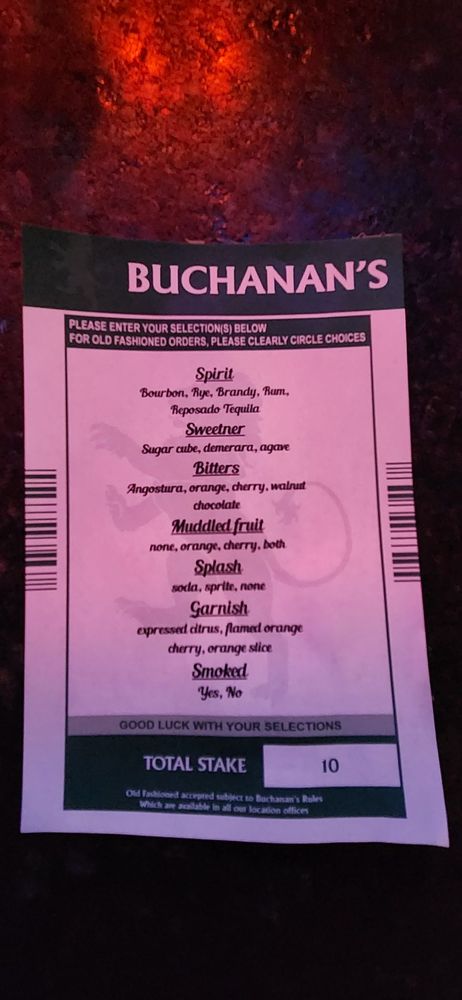 BUCHANAN'S
PLEASE ENTER YOUR SELECTION(S) BELOW
FOR OLD FASHIONED ORDERS, PLEASE CLEARLY CIRCLE CHOICES
Spirit
Bourbon, Rye, Brandy, Rum,
Reposado Tequila
Sweetner
Sugar cube, demerara, agave
Bitters
Angostura, orange, cherry, walnut
chocolate
Muddled fruit
none, orange, cherry, both
Splash
soda, sprite, none
Garnish
expressed citrus, flamed orange
cherry, orange slice
Smoked
Yes, No
GOOD LUCK WITH YOUR SELECTIONS
TOTAL STAKE 10
Old Fashioned accepted subject to Buchanan's Rules
Which are available in all our location offices